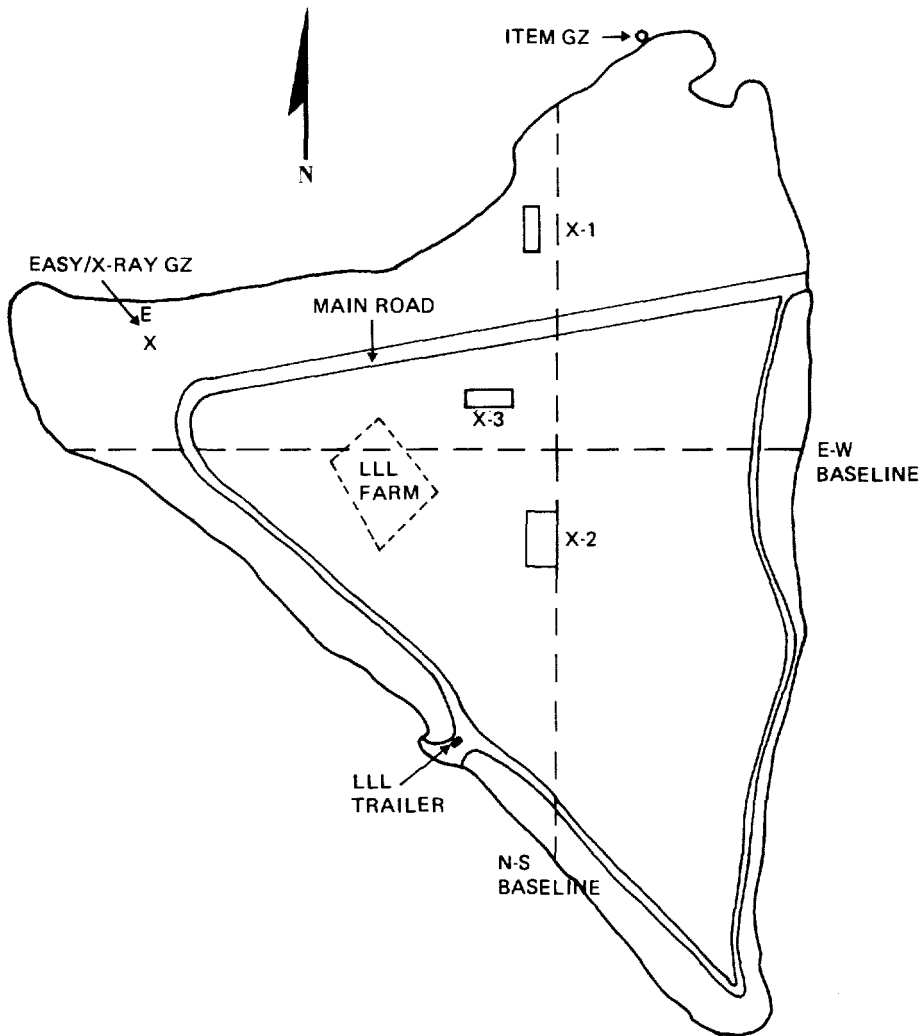 ITEM GZ
N
X-1
EASY/X-RAY GZ
E
X
MAIN ROAD
X-3
LLL
FARM
E-W
BASELINE
X-2
LLL
TRAILER
N-S
BASELINE